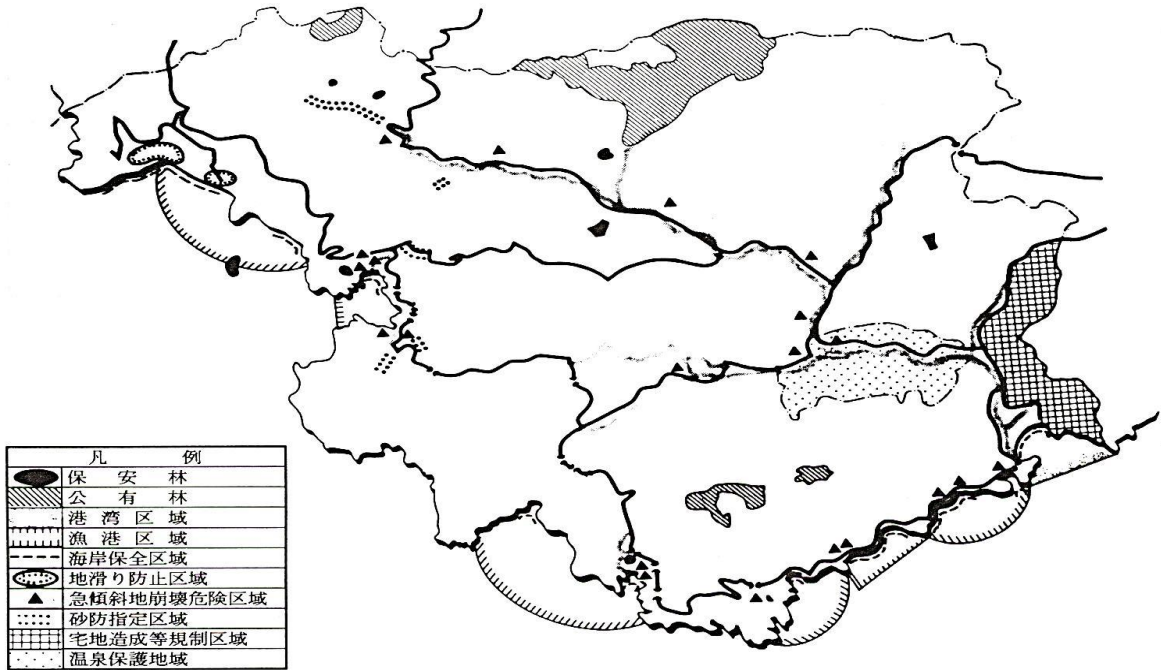 凡例
保安林
公有林
港湾区域
漁港区域
海岸保全区域
地滑り防止区域
急傾斜地崩壊危険区域
砂防指定区域
宅地造成等規制区域
温泉保護地域